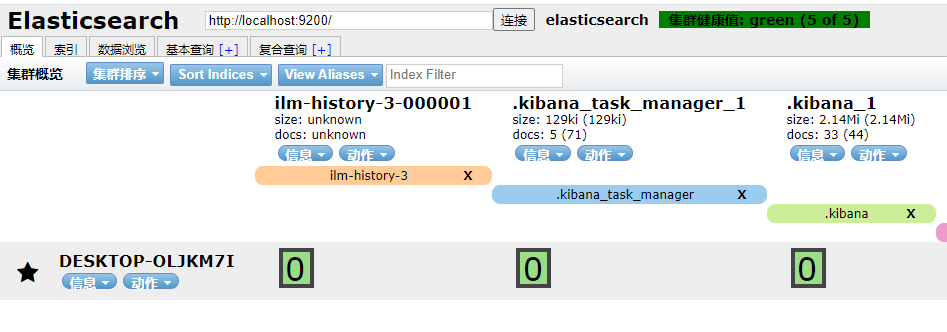 Elasticsearch http://localhost:9200/ 连接 elasticsearch 集群健康值: green (5 of 5)
概览 索引 数据浏览 基本查询 [+] 复合查询 [+]
集群概览 集群排序 Sort Indices View Aliases Index Filter
ilm-history-3-000001 .kibana_task_manager_1 .kibana_1
size: unknown size: 129ki (129ki) size: 2.14Mi (2.14Mi)
docs: unknown docs: 5 (71) docs: 33 (44)
信息 动作 信息 动作 信息 动作
ilm-history-3 X
.kibana_task_manager X
.kibana X
DESKTOP-OLJKM7I 0 0 0
信息 动作